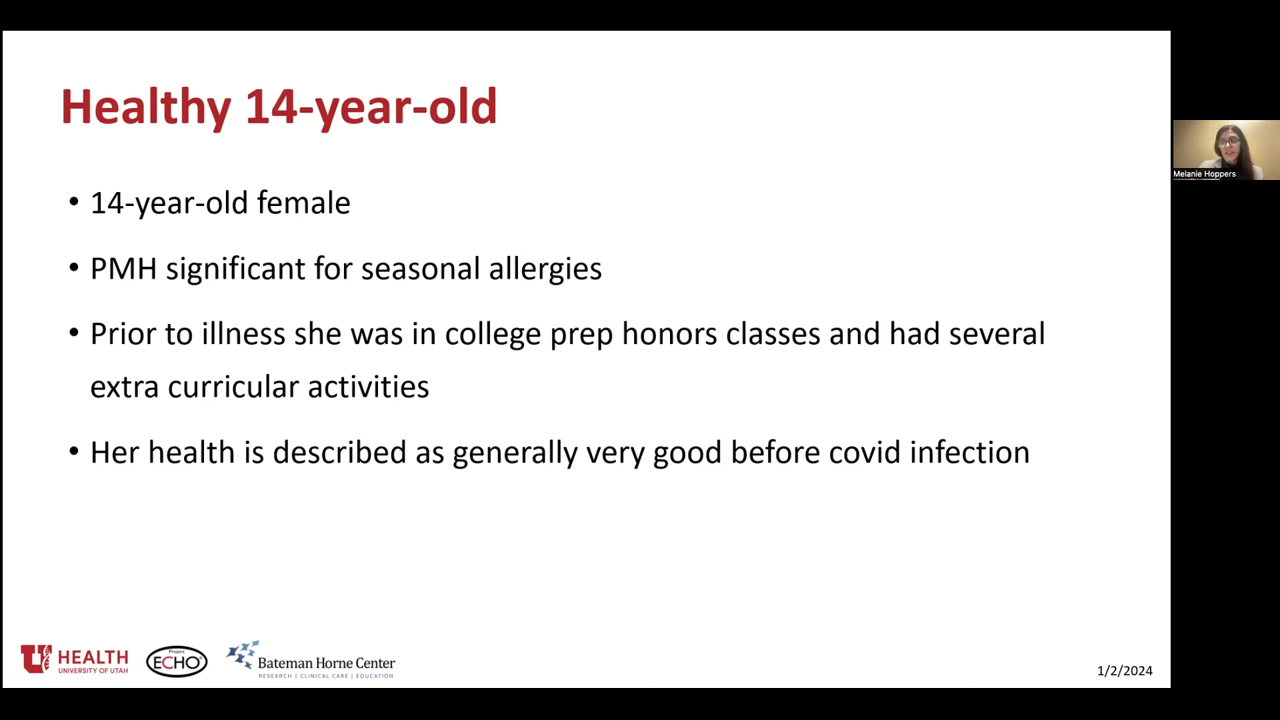 Healthy 14-year-old
• 14-year-old female
• PMH significant for seasonal allergies
• Prior to illness she was in college prep honors classes and had several
extra curricular activities
• Her health is described as generally very good before covid infection
Melanie Hoppers
U HEALTH
UNIVERSITY OF UTAH
Project
ECHO®
Bateman Horne Center
RESEARCH | CLINICAL CARE | EDUCATION
1/2/2024